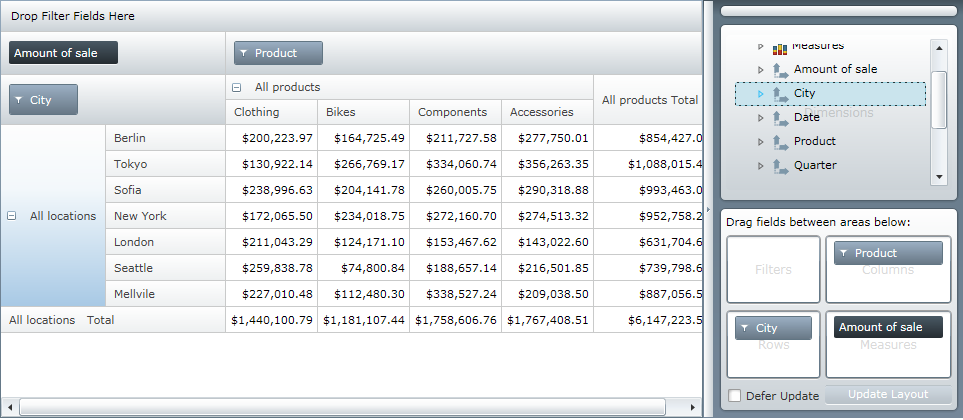 Drop Filter Fields Here
Amount of sale
Product
City
All products
All products Total
Clothing Bikes Components Accessories
All locations
Berlin $200,223.97 $164,725.49 $211,727.58 $277,750.01 $854,427.0
Tokyo $130,922.14 $266,769.17 $334,060.74 $356,263.35 $1,088,015.4
Sofia $238,996.63 $204,141.78 $260,005.75 $290,318.88 $993,463.0
New York $172,065.50 $234,018.75 $272,160.70 $274,513.32 $952,758.2
London $211,043.29 $124,171.10 $153,467.62 $143,022.60 $631,704.6
Seattle $259,838.78 $74,800.84 $188,657.14 $216,501.85 $739,798.6
Mellvile $227,010.48 $112,480.30 $338,527.24 $209,038.50 $887,056.5
All locations Total $1,440,100.79 $1,181,107.44 $1,758,606.76 $1,767,408.51 $6,147,223.5
Measures
Amount of sale
City
Dimensions
Date
Product
Quarter
Drag fields between areas below:
Filters
Product
Columns
City
Rows
Amount of sale
Measures
Defer Update
Update Layout